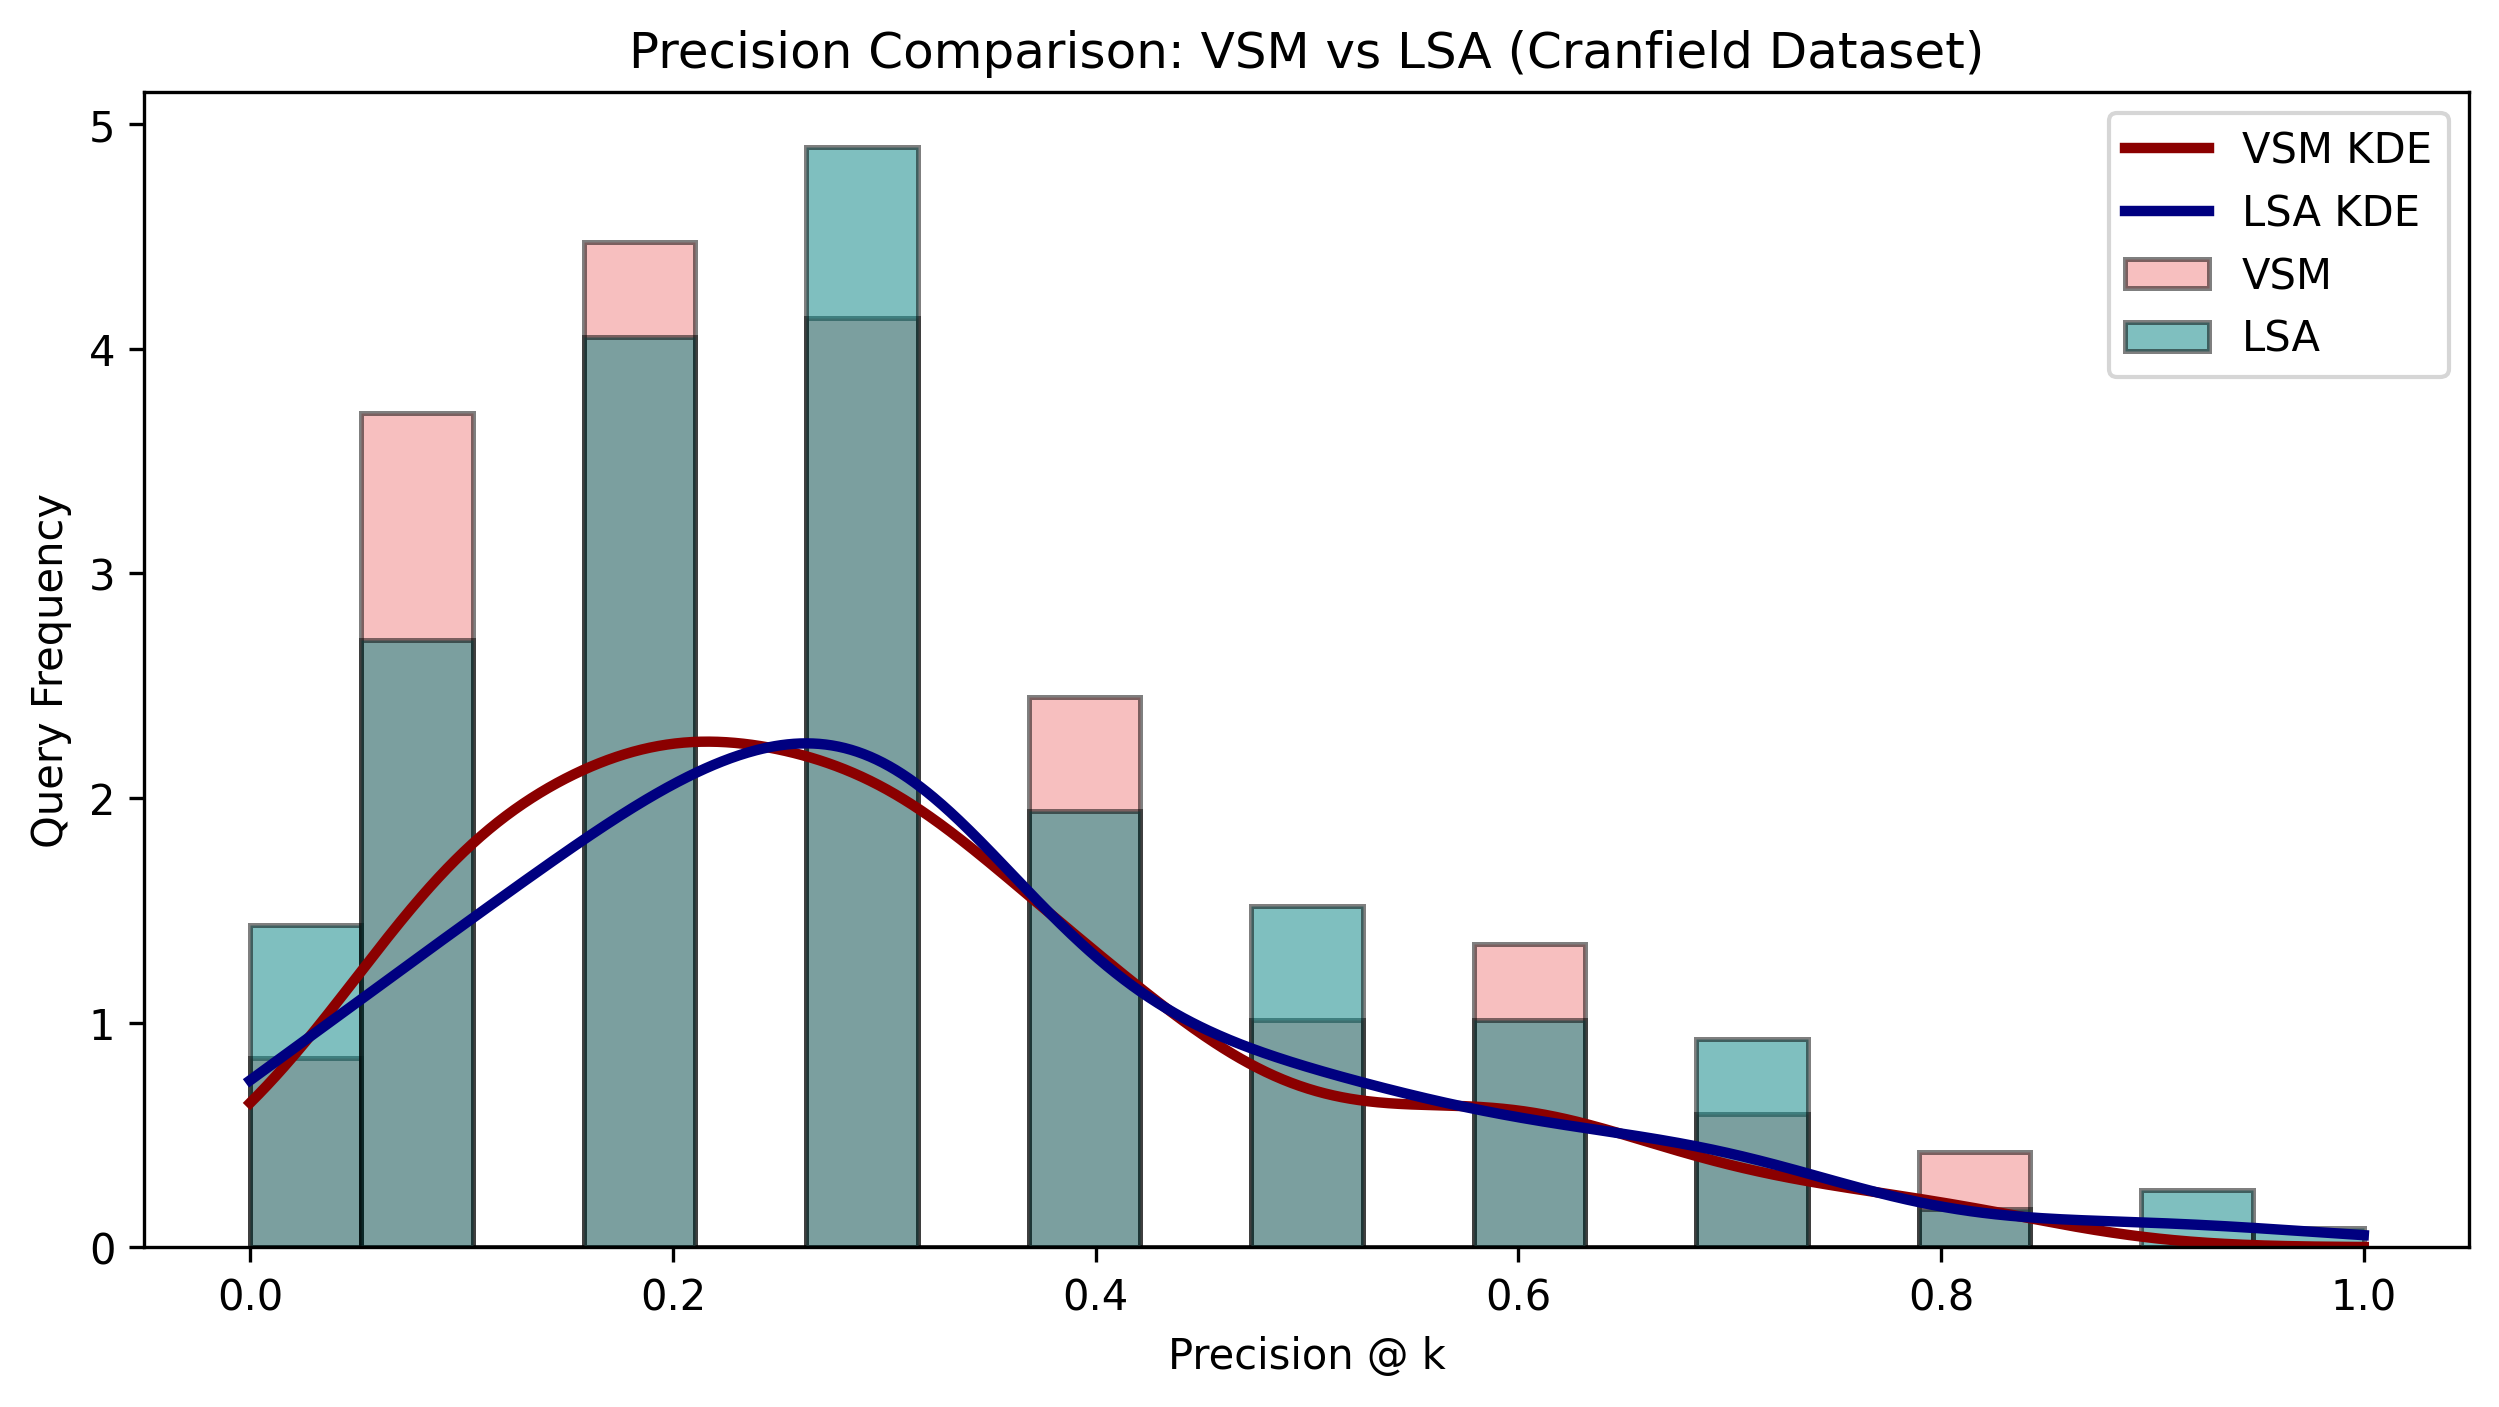 Precision Comparison: VSM vs LSA (Cranfield Dataset)
VSM KDE
LSA KDE
VSM
LSA
Query Frequency
5
4
3
2
1
0
0.0 0.2 0.4 0.6 0.8 1.0
Precision @ k